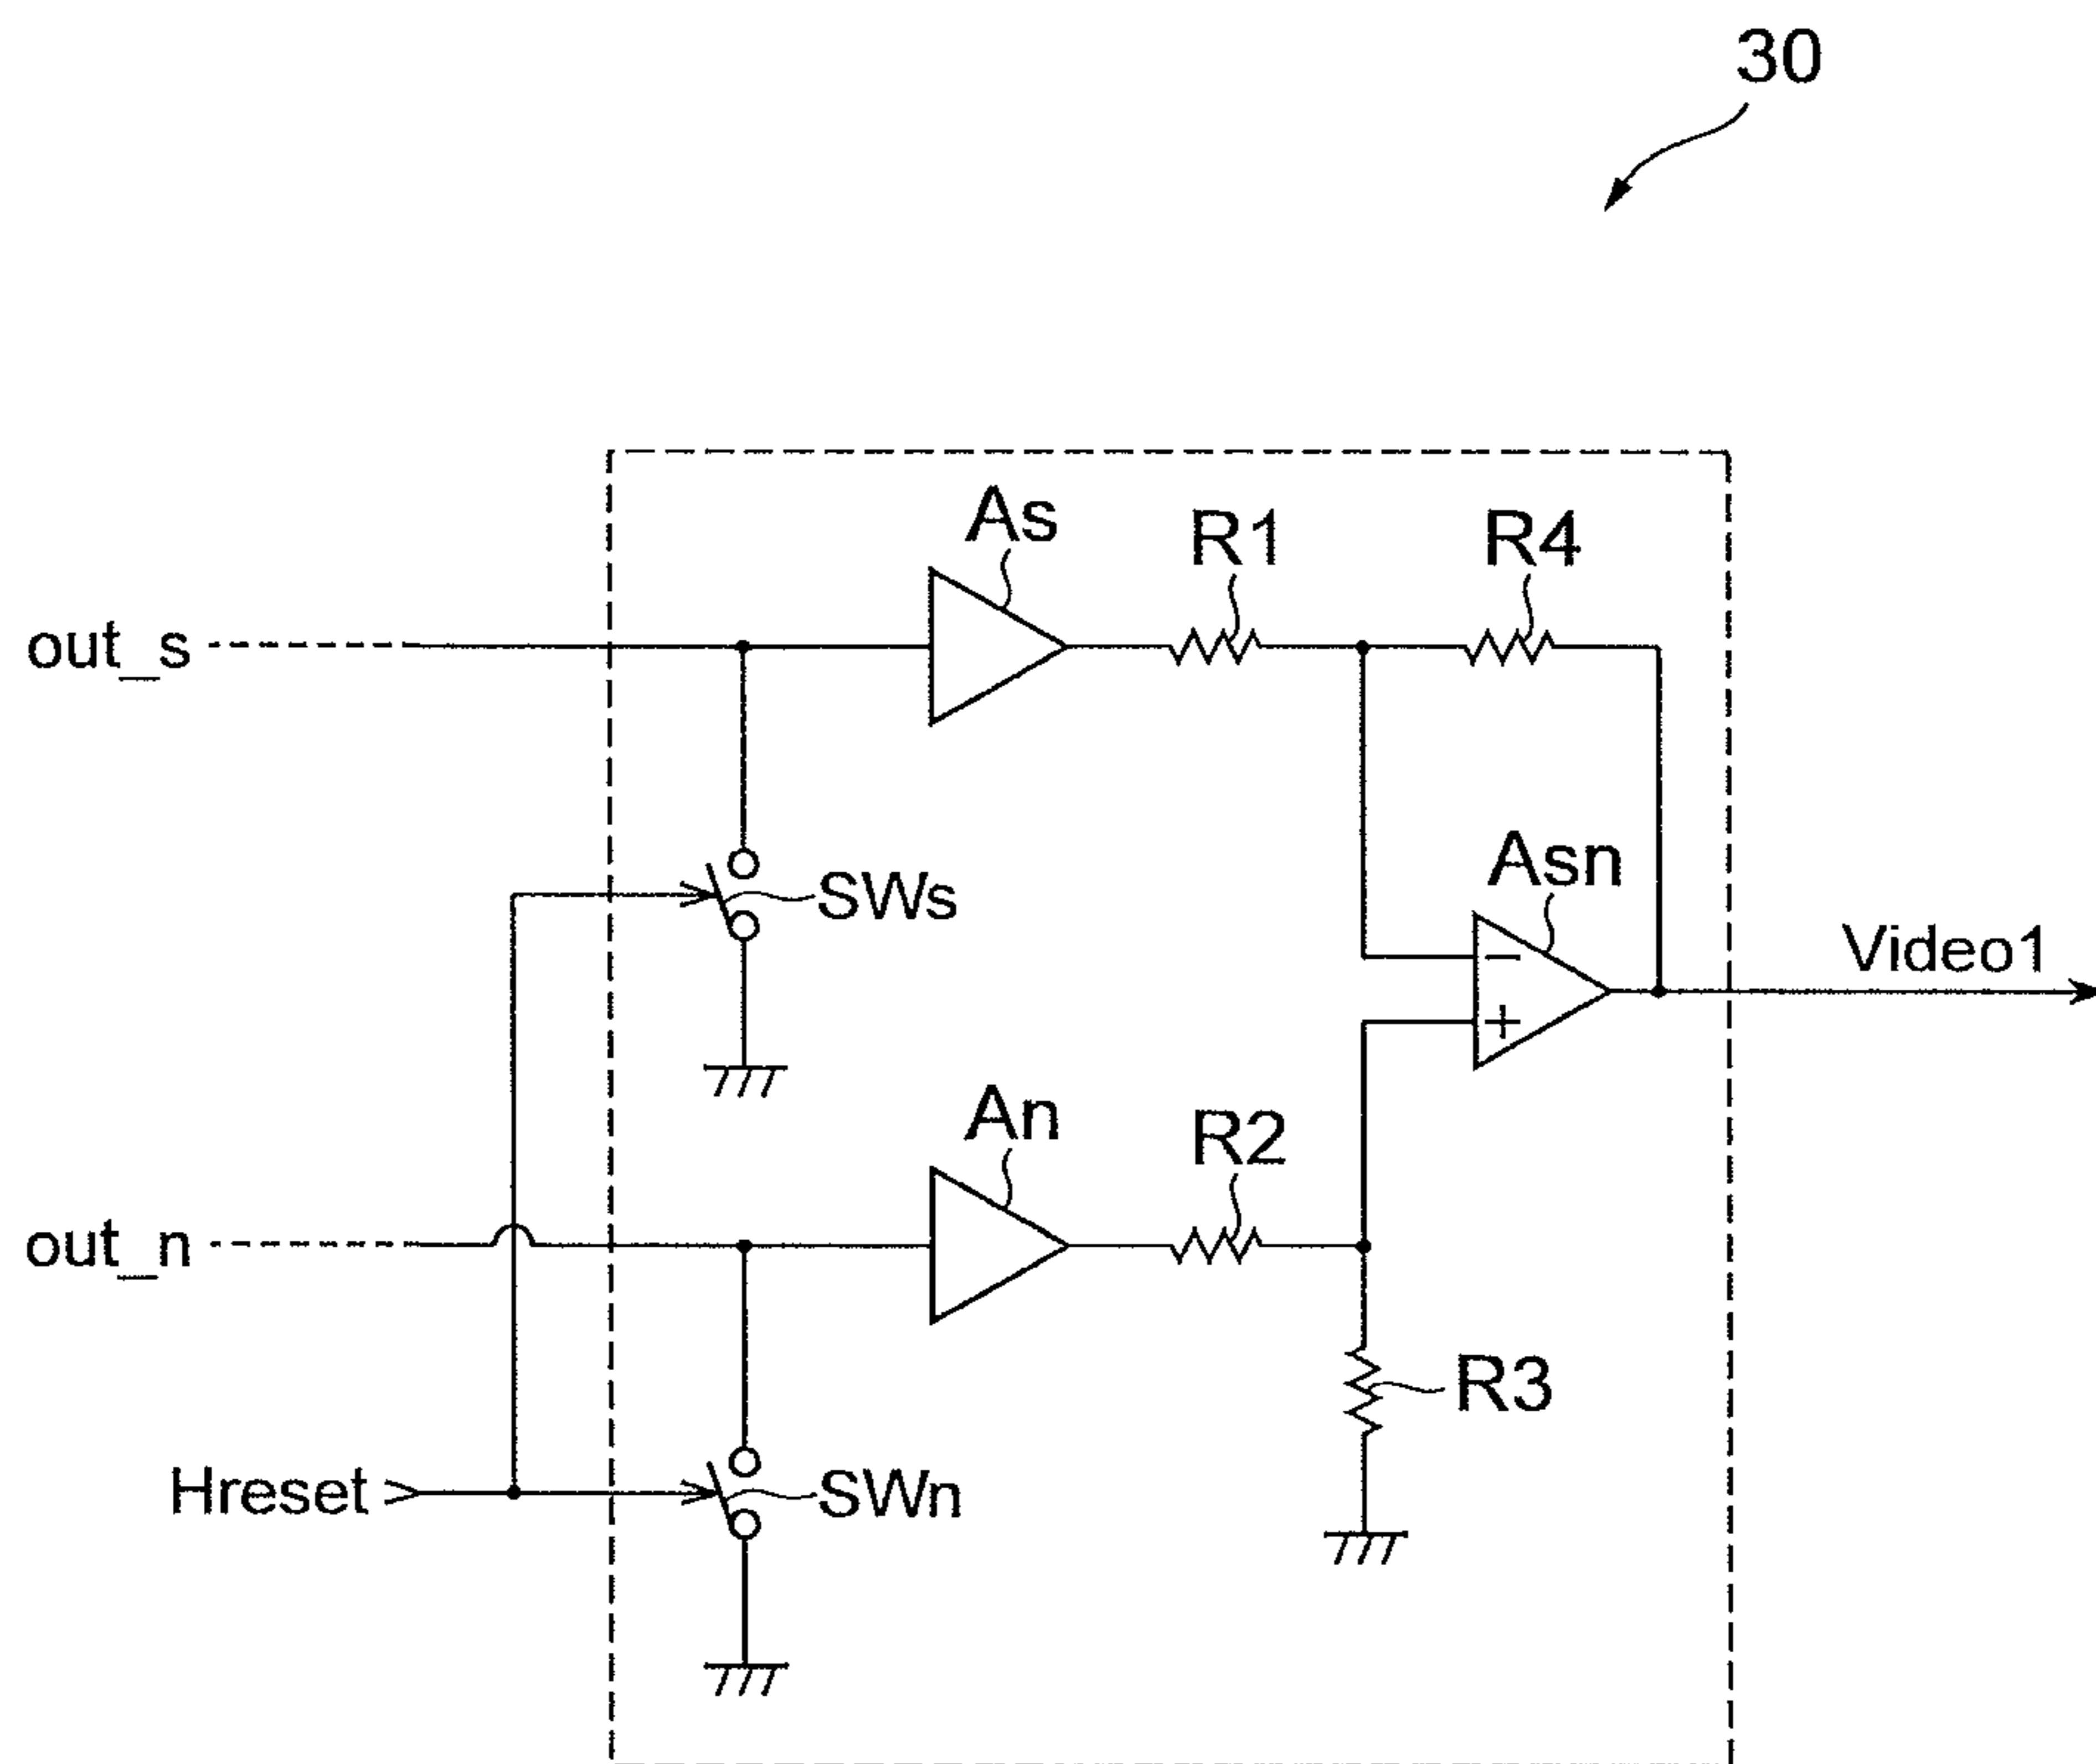 30
As
R1
R4
out_s
SWs
Asn
−
+
Video1
An
R2
out_n
R3
Hreset
SWn